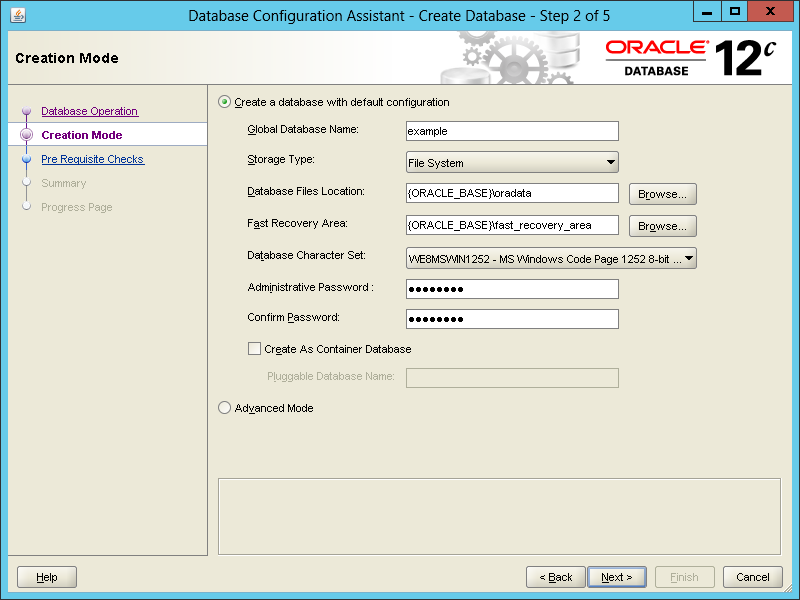 Database Configuration Assistant - Create Database - Step 2 of 5
Creation Mode
ORACLE
DATABASE
12c
Database Operation
Creation Mode
Pre Requisite Checks
Summary
Progress Page
Create a database with default configuration
Global Database Name:
example
Storage Type:
File System
Database Files Location:
{ORACLE_BASE}\oradata
Browse...
Fast Recovery Area:
{ORACLE_BASE}\fast_recovery_area
Browse...
Database Character Set:
WE8MSWIN1252 - MS Windows Code Page 1252 8-bit ...
Administrative Password :
●●●●●●●●
Confirm Password:
●●●●●●●●
Create As Container Database
Pluggable Database Name:
Advanced Mode
Help
< Back
Next >
Finish
Cancel